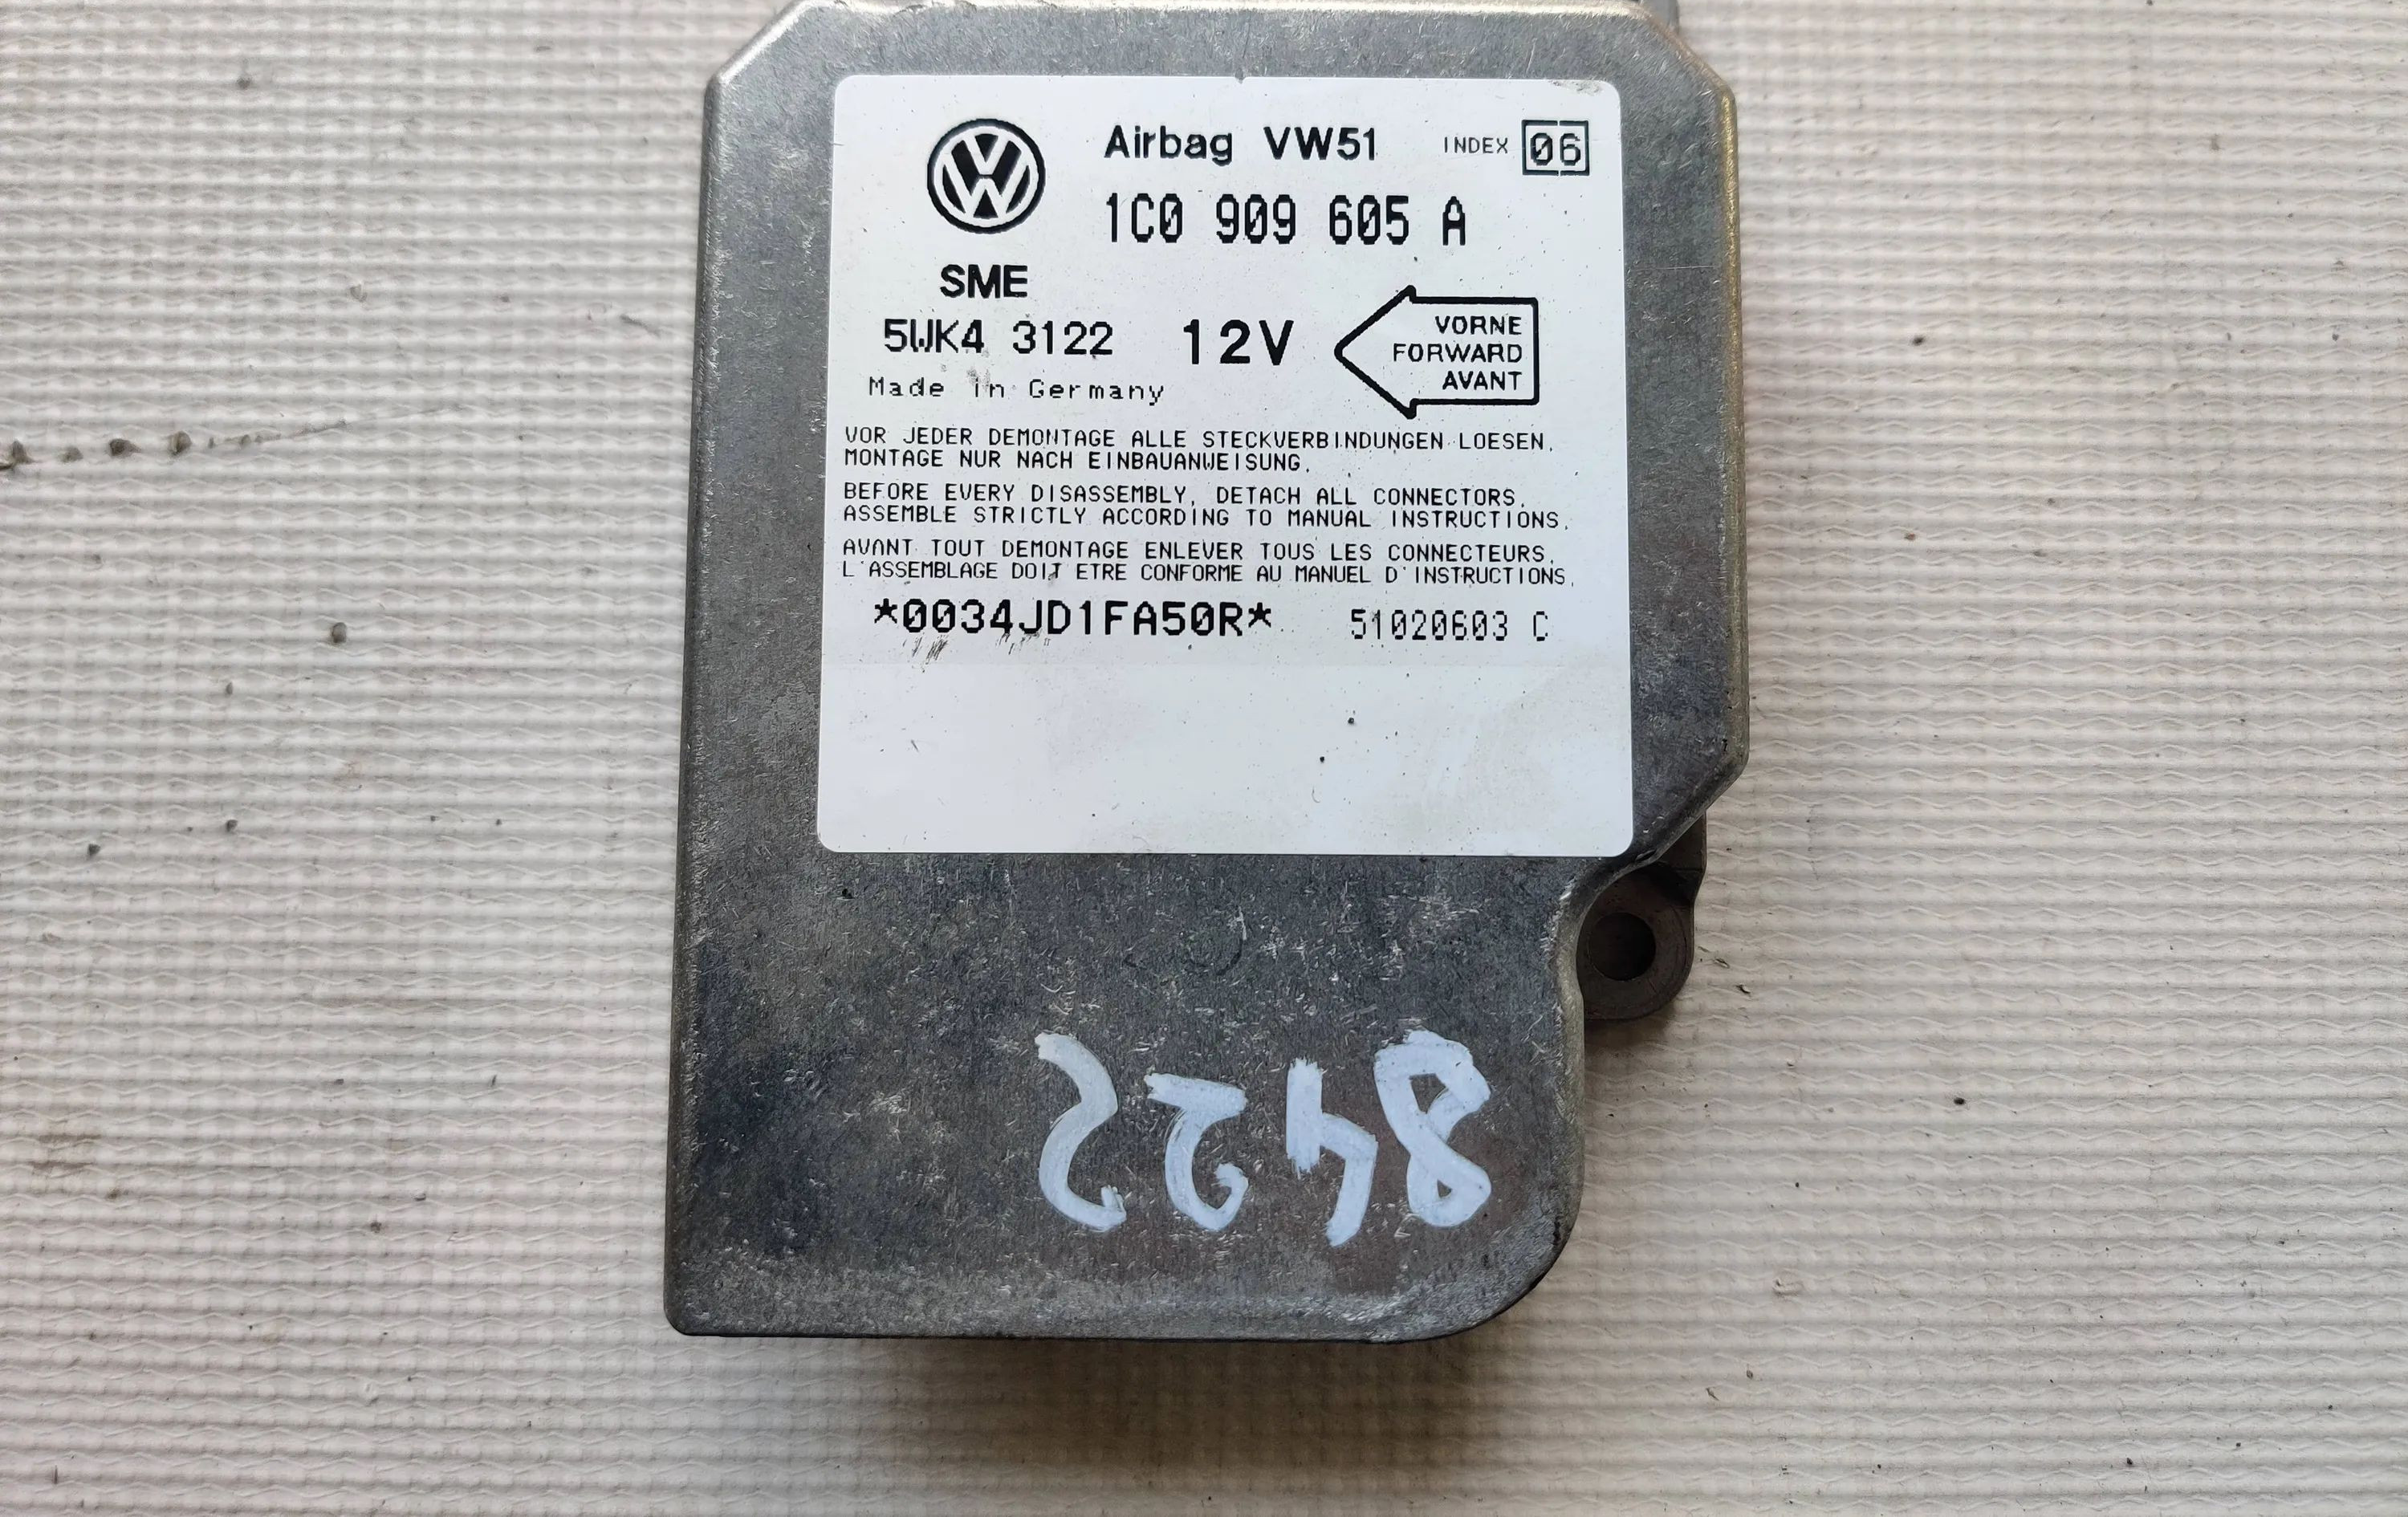 Airbag VW51 INDEX 06
1C0 909 605 A
SME
5WK4 3122 12V
VORNE
FORWARD
AVANT
Made in Germany
VOR JEDER DEMONTAGE ALLE STECKVERBINDUNGEN LOESEN.
MONTAGE NUR NACH EINBAUANWEISUNG.
BEFORE EVERY DISASSEMBLY, DETACH ALL CONNECTORS.
ASSEMBLE STRICTLY ACCORDING TO MANUAL INSTRUCTIONS.
AVANT TOUT DEMONTAGE ENLEVER TOUS LES CONNECTEURS.
L'ASSEMBLAGE DOIT ETRE CONFORME AU MANUEL D'INSTRUCTIONS.
*0034JD1FA50R* 51020603 C
8422